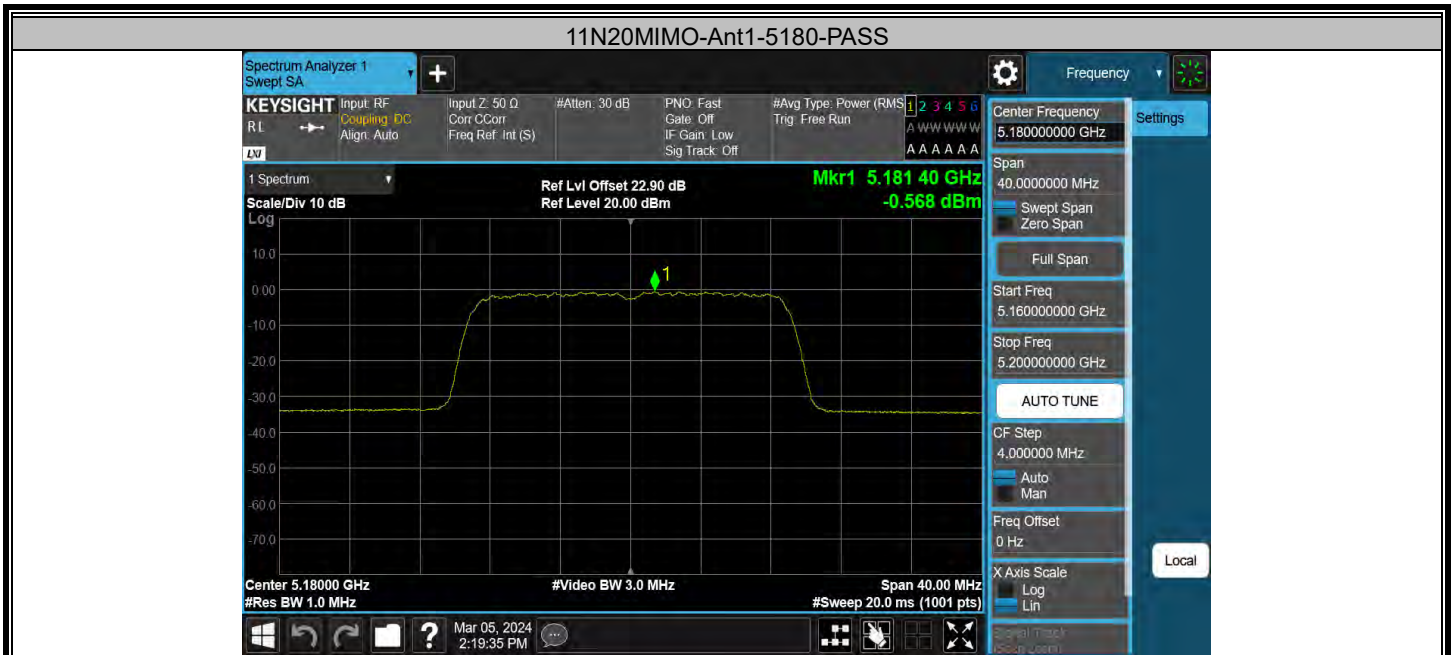 11N20MIMO-Ant1-5180-PASS
Spectrum Analyzer 1
Swept SA
+
Frequency
KEYSIGHT
RL
LXI
Input: RF
Coupling: DC
Align: Auto
Input Z: 50 Ω
Corr CCorr
Freq Ref: Int (S)
#Atten: 30 dB
PNO: Fast
Gate: Off
IF Gain: Low
Sig Track: Off
#Avg Type: Power (RMS
Trig: Free Run
1 2 3 4 5 6
A W W W W W
A A A A A A
Center Frequency
5.180000000 GHz
Settings
Span
40.0000000 MHz
Swept Span
Zero Span
Full Span
Start Freq
5.160000000 GHz
Stop Freq
5.200000000 GHz
AUTO TUNE
CF Step
4.000000 MHz
Auto
Man
Freq Offset
0 Hz
X Axis Scale
Log
Lin
Signal Track
(Span Zoom)
Local
1 Spectrum
Scale/Div 10 dB
Ref Lvl Offset 22.90 dB
Ref Level 20.00 dBm
Mkr1 5.181 40 GHz
-0.568 dBm
Log
10.0
0.00
-10.0
-20.0
-30.0
-40.0
-50.0
-60.0
-70.0
1
Center 5.18000 GHz
#Res BW 1.0 MHz
#Video BW 3.0 MHz
Span 40.00 MHz
#Sweep 20.0 ms (1001 pts)
?
Mar 05, 2024
2:19:35 PM